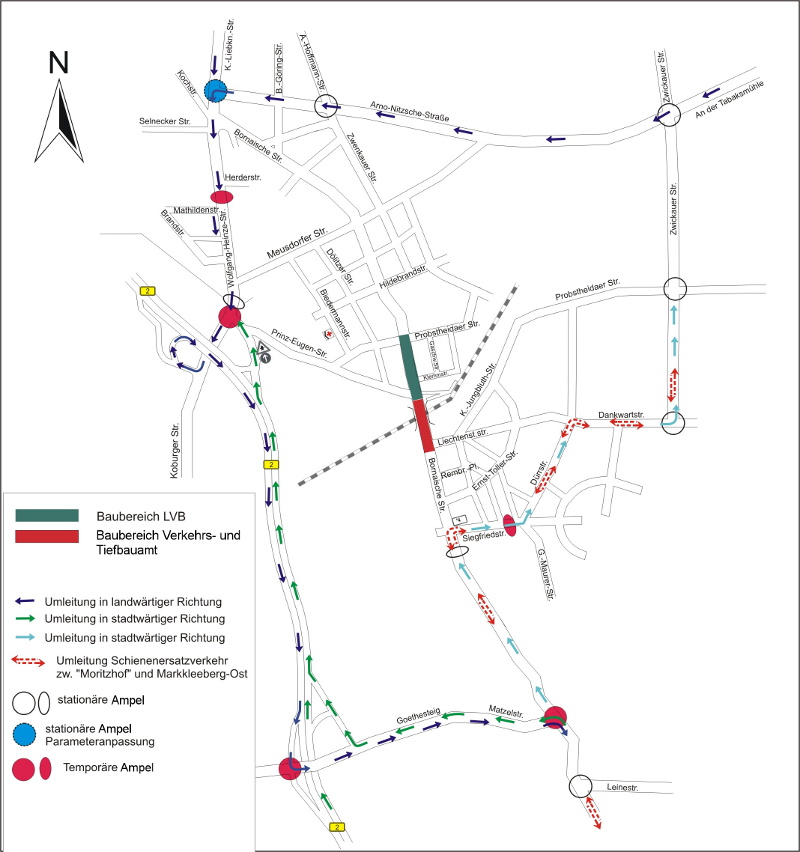 N
K.-Liebkn.-Str.
B.-Göring-Str.
A.-Hoffmann-Str.
Zwickauer Str.
Kochstr.
An der Tabaksmühle
Arno-Nitzsche-Straße
Selnecker Str.
Bornaische Str.
Zwenkauer Str.
Herderstr.
Mathildenstr.
Brandstr.
Wolfgang-Heinze-Str.
Zwickauer Str.
Meusdorfer Str.
Dölitzer Str.
Hildebrandstr.
2
Biedermannstr.
Probstheidaer Str.
Probstheidaer Str.
Prinz-Eugen-Str.
K.-Jungbluth-Str.
Dankwartstr.
Koburger Str.
Liechtenst.str.
2
Rembr.-Pl.
Ernst-Toller-Str.
Dürrstr.
Bornaische Str.
Siegfriedstr.
G.-Maurer-Str.
Baubereich LVB
Baubereich Verkehrs- und
Tiefbauamt
Umleitung in landwärtiger Richtung
Umleitung in stadtwärtiger Richtung
Umleitung in stadtwärtiger Richtung
Umleitung Schienenersatzverkehr
zw. "Moritzhof" und Markkleeberg-Ost
stationäre Ampel
stationäre Ampel
Parameteranpassung
Temporäre Ampel
Goethesteig
Matzelstr.
Leinestr.
2